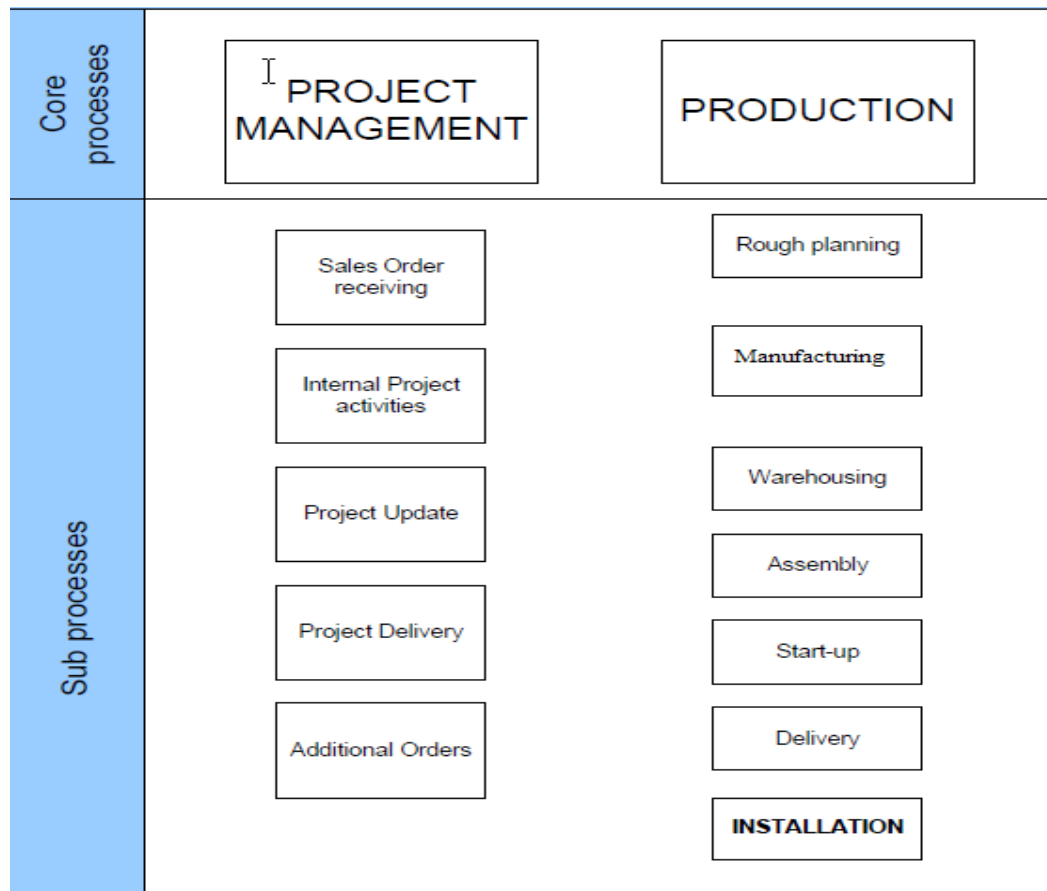 Core
processes
PROJECT
MANAGEMENT
PRODUCTION
Sub processes
Sales Order
receiving
Internal Project
activities
Project Update
Project Delivery
Additional Orders
Rough planning
Manufacturing
Warehousing
Assembly
Start-up
Delivery
INSTALLATION